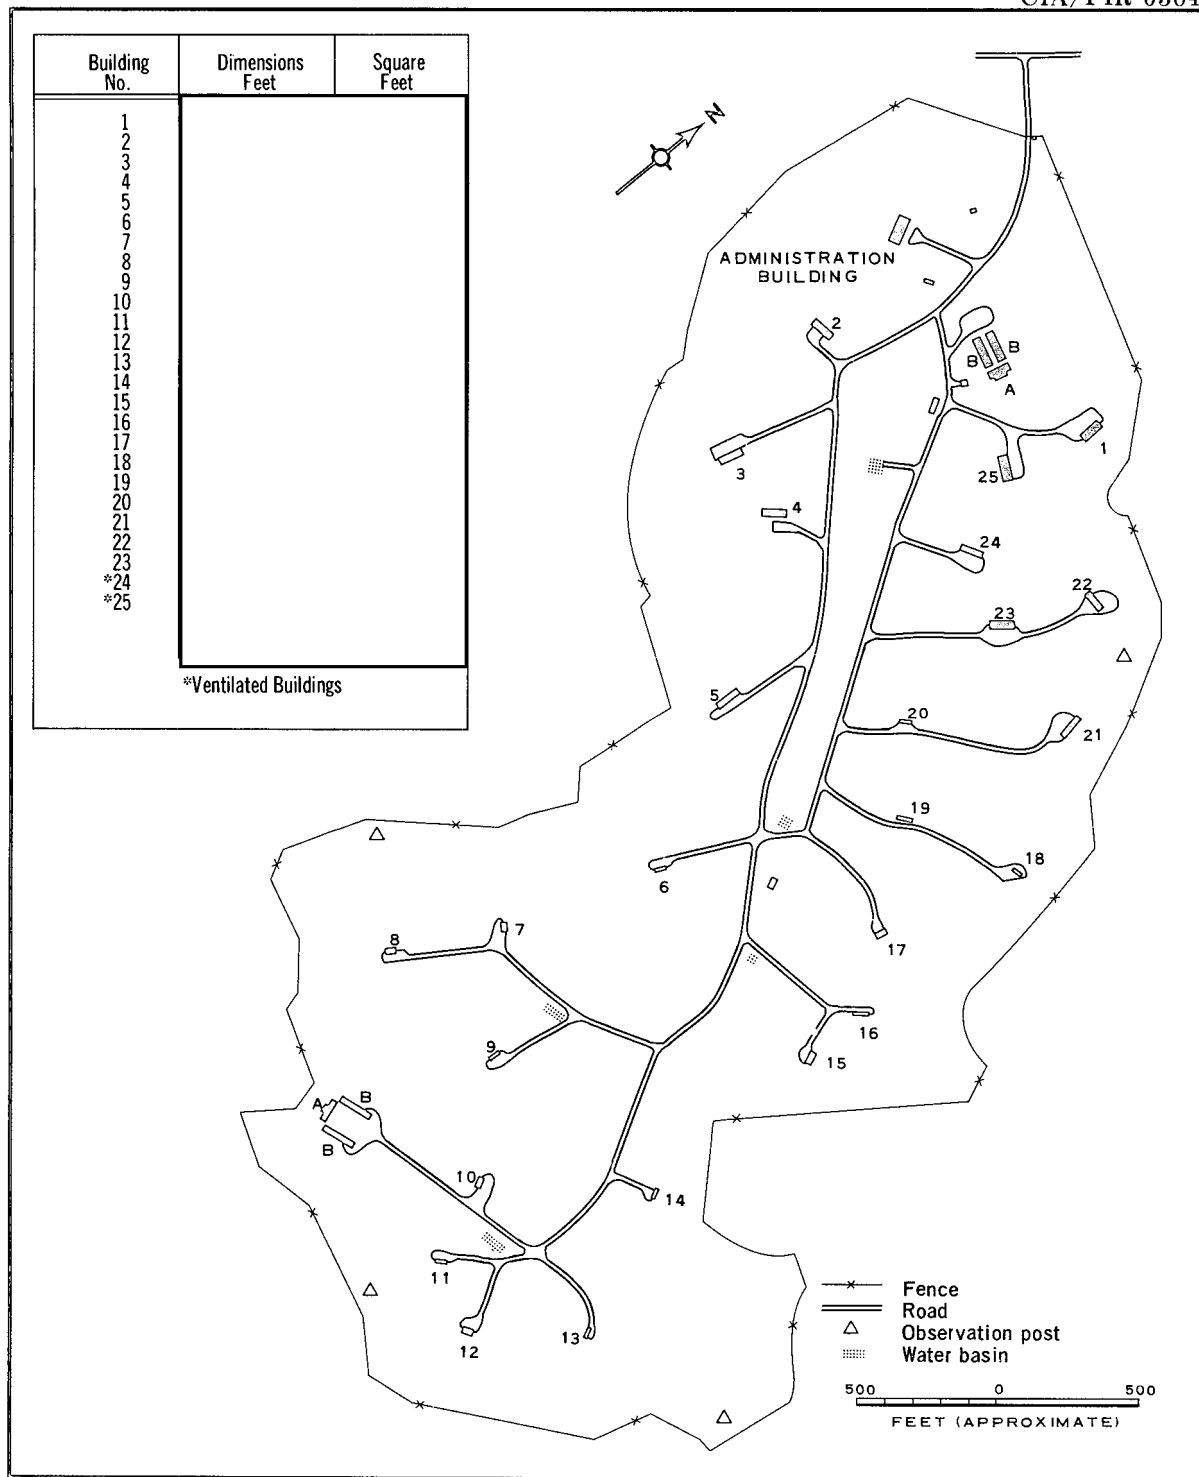 Building No.
Dimensions Feet
Square Feet
1
2
3
4
5
6
7
8
9
10
11
12
13
14
15
16
17
18
19
20
21
22
23
*24
*25
*Ventilated Buildings
N
ADMINISTRATION
BUILDING
2
B
B
A
1
3
25
4
24
22
23
5
20
21
19
18
6
17
7
8
16
15
9
A
B
B
10
14
11
12
13
Fence
Road
Observation post
Water basin
500 0 500
FEET (APPROXIMATE)